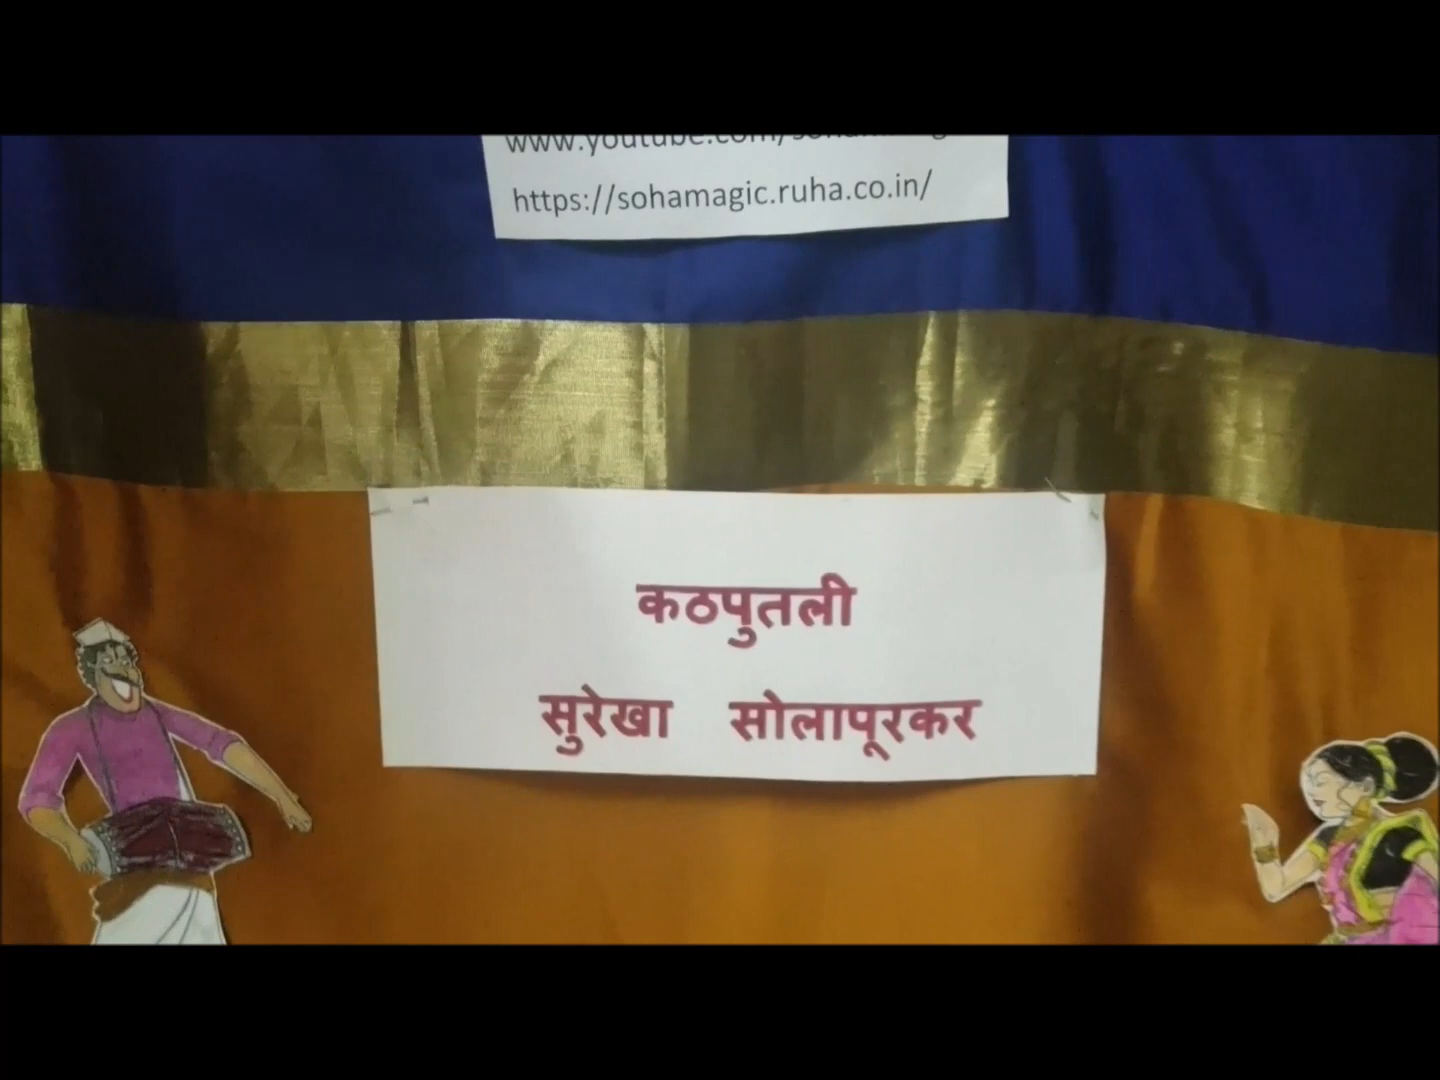 https://sohamagic.ruha.co.in/
कठपुतली
सुरेखा सोलापूरकर